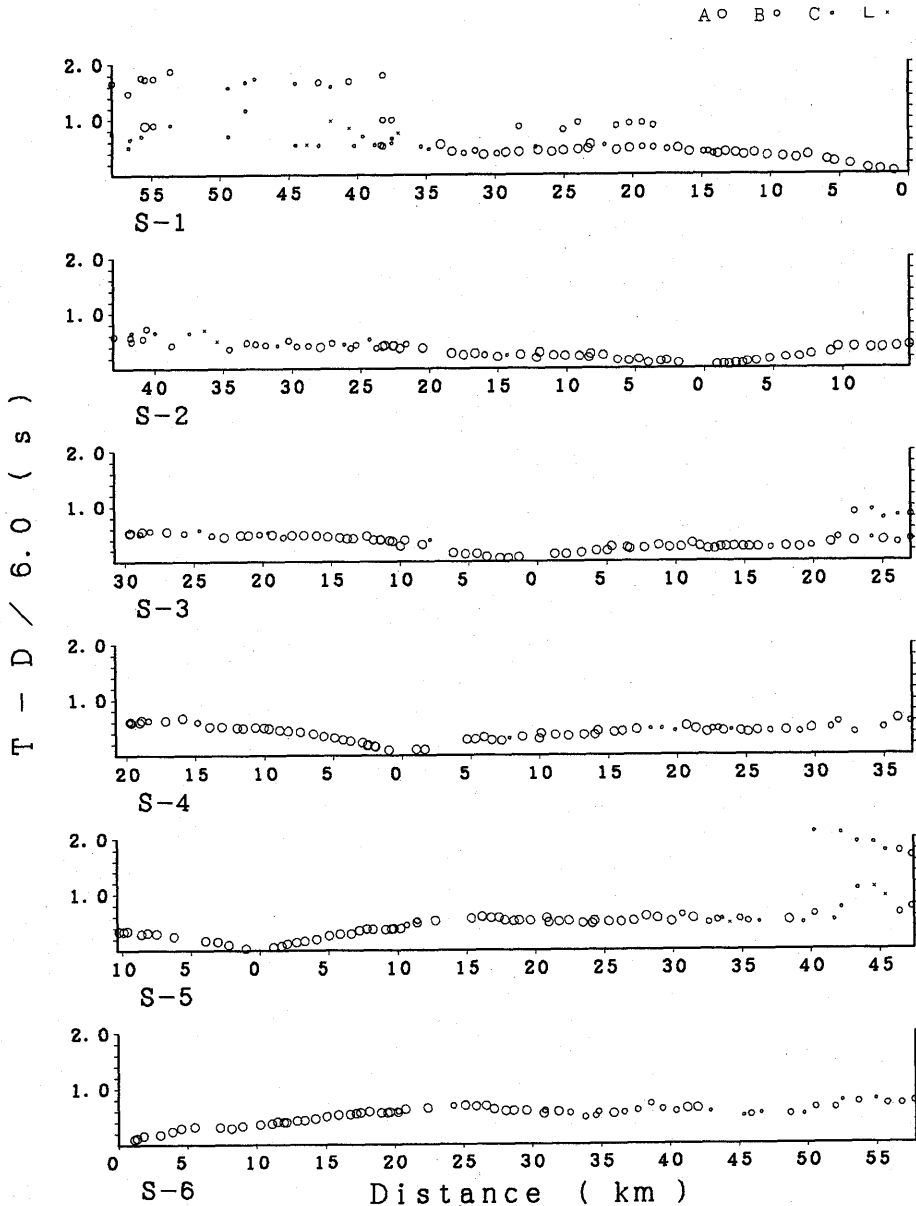 A ○ B ○ C ∘ L ×
2.0
1.0
55 50 45 40 35 30 25 20 15 10 5 0
S-1
2.0
1.0
40 35 30 25 20 15 10 5 0 5 10
S-2
2.0
1.0
30 25 20 15 10 5 0 5 10 15 20 25
S-3
2.0
1.0
20 15 10 5 0 5 10 15 20 25 30 35
S-4
2.0
1.0
10 5 0 5 10 15 20 25 30 35 40 45
S-5
2.0
1.0
0 5 10 15 20 25 30 35 40 45 50 55
S-6
Distance ( km )
T - D / 6.0 ( s )